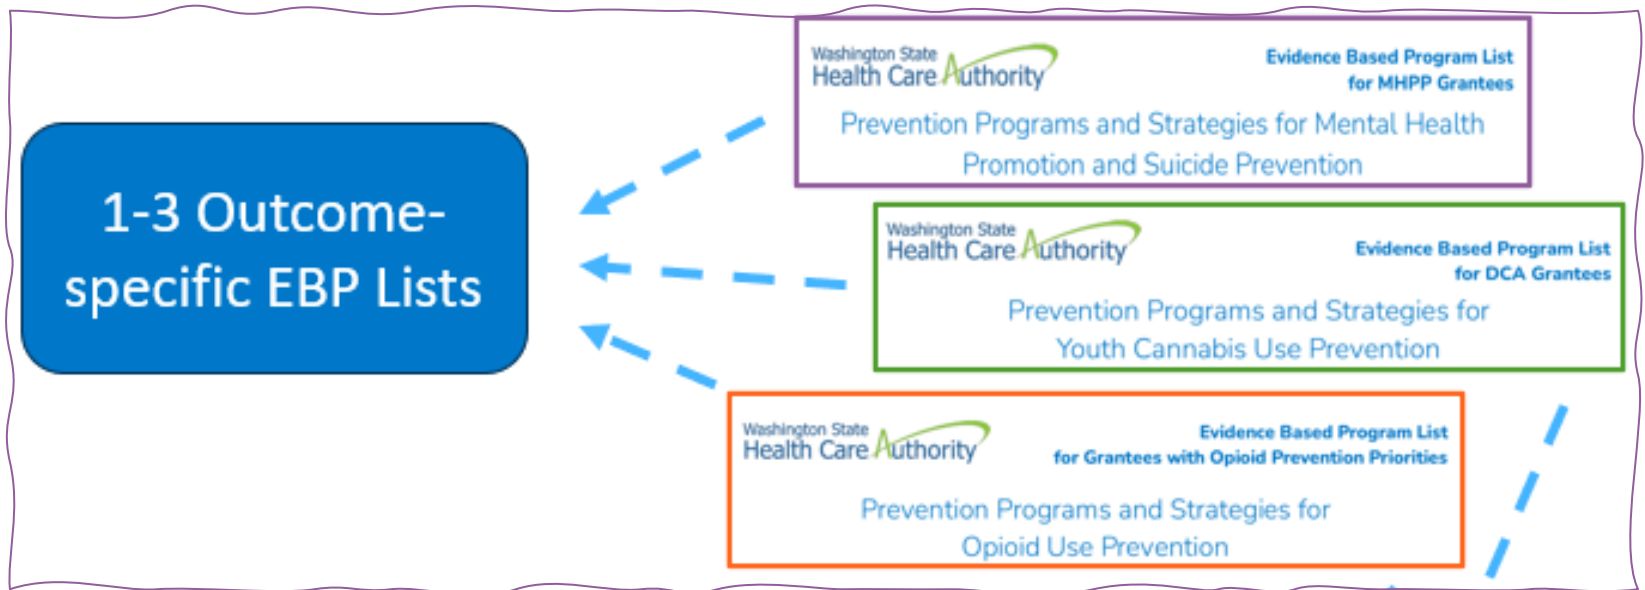 1-3 Outcome-
specific EBP Lists
Washington State
Health Care Authority
Evidence Based Program List
for MHPP Grantees
Prevention Programs and Strategies for Mental Health
Promotion and Suicide Prevention
Washington State
Health Care Authority
Evidence Based Program List
for DCA Grantees
Prevention Programs and Strategies for
Youth Cannabis Use Prevention
Washington State
Health Care Authority
Evidence Based Program List
for Grantees with Opioid Prevention Priorities
Prevention Programs and Strategies for
Opioid Use Prevention